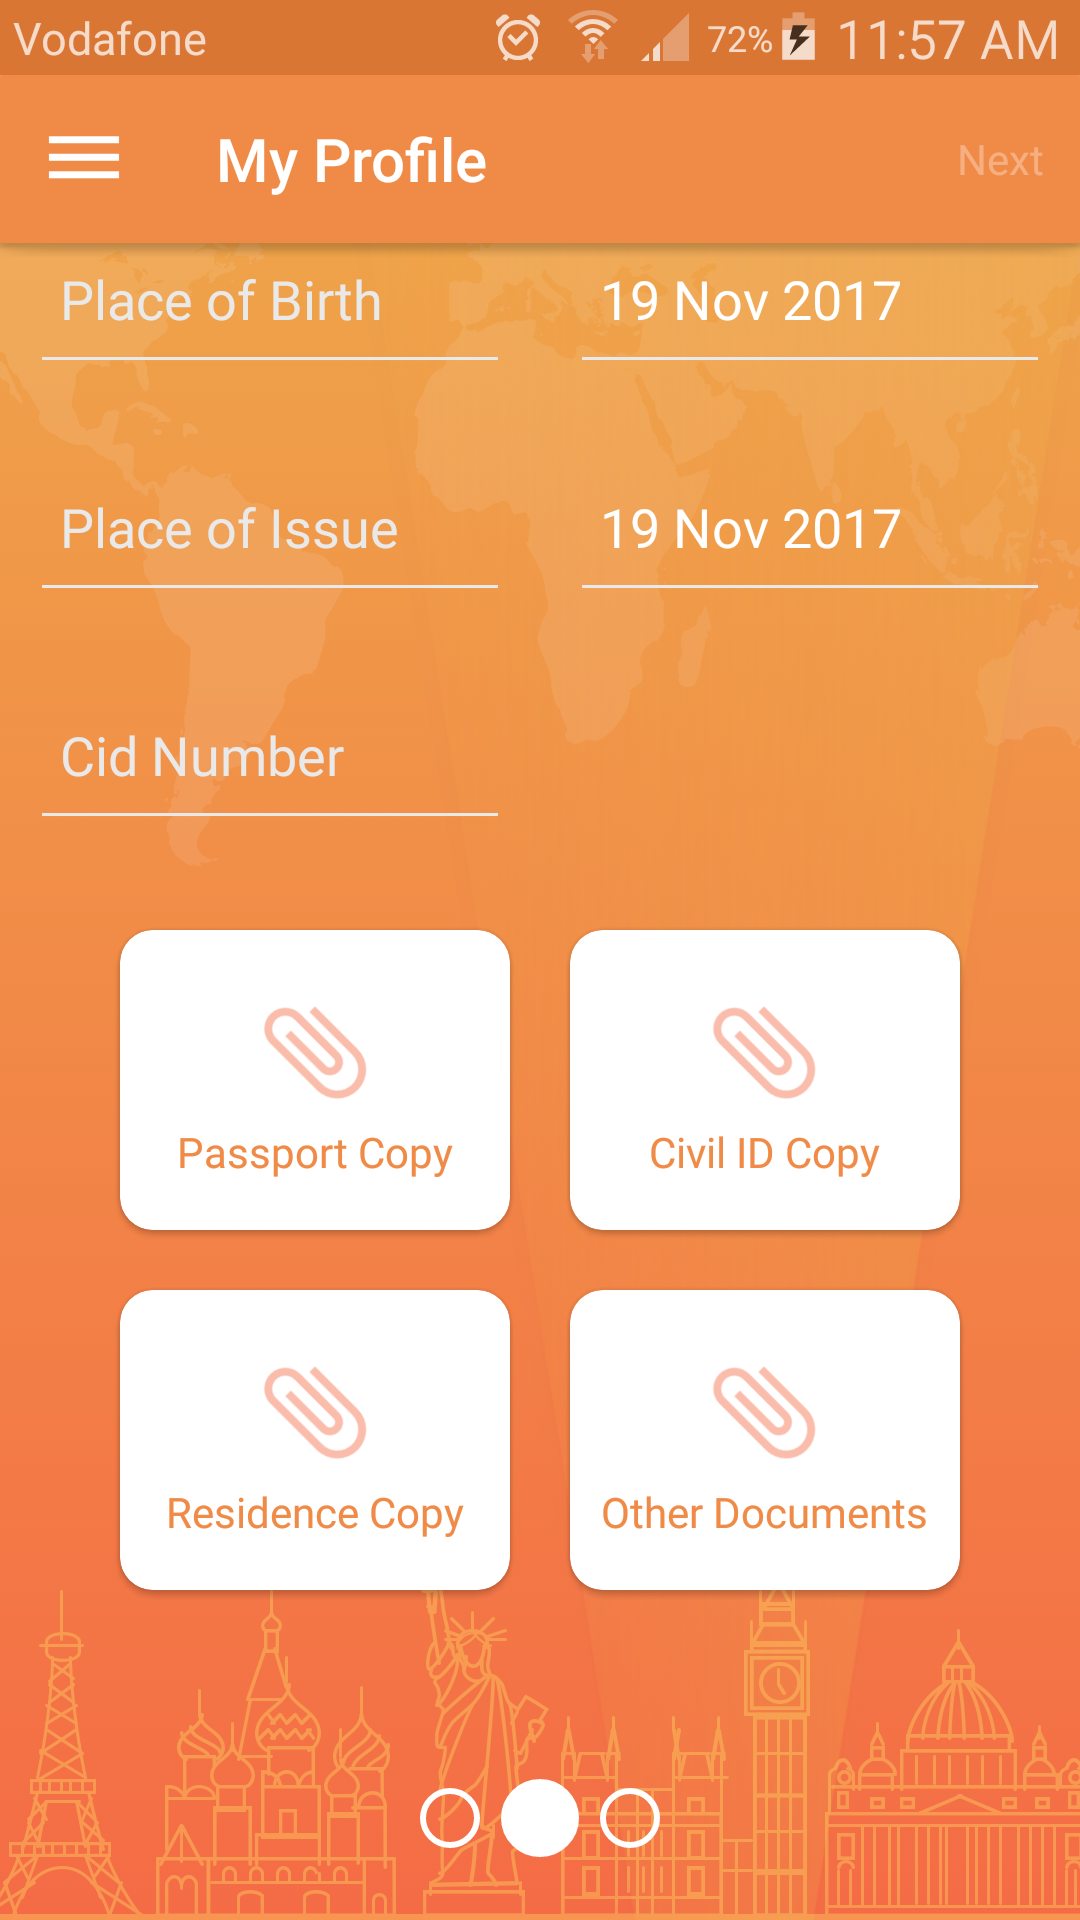 Vodafone 72% 11:57 AM
My Profile Next
Place of Birth 19 Nov 2017
Place of Issue 19 Nov 2017
Cid Number
Passport Copy Civil ID Copy
Residence Copy Other Documents